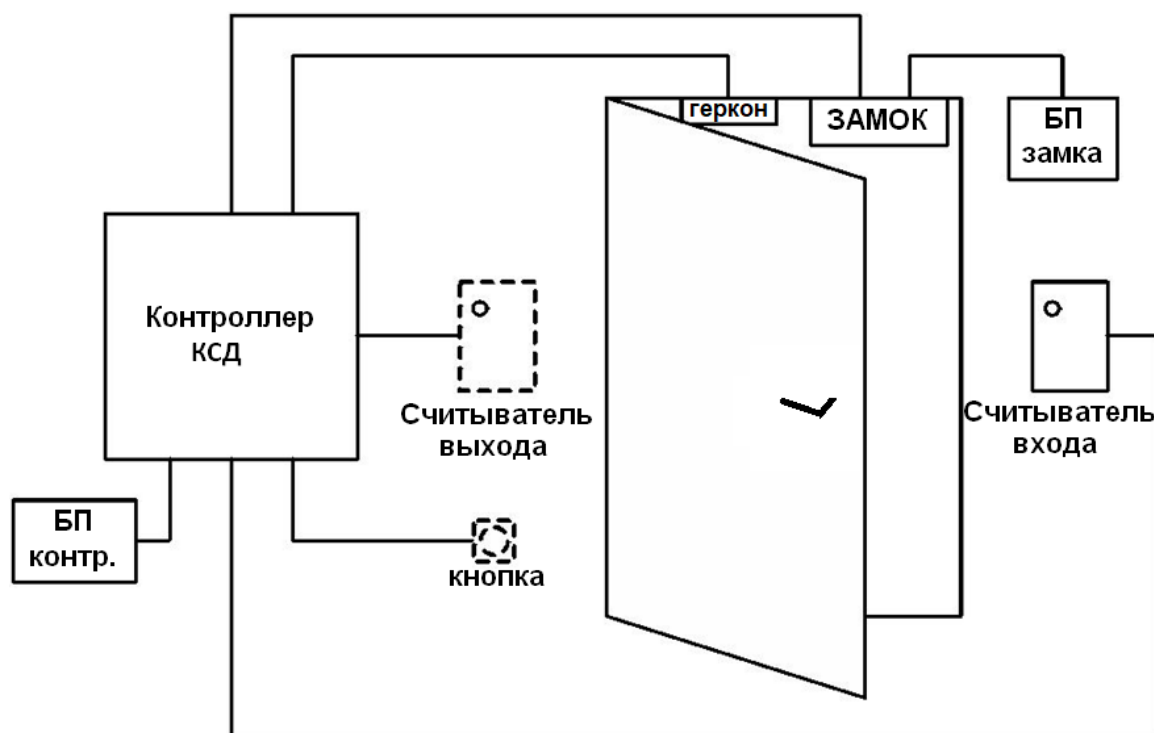 геркон
ЗАМОК
БП
замка
Контроллер
КСД
Считыватель
выхода
Считыватель
входа
БП
контр.
кнопка